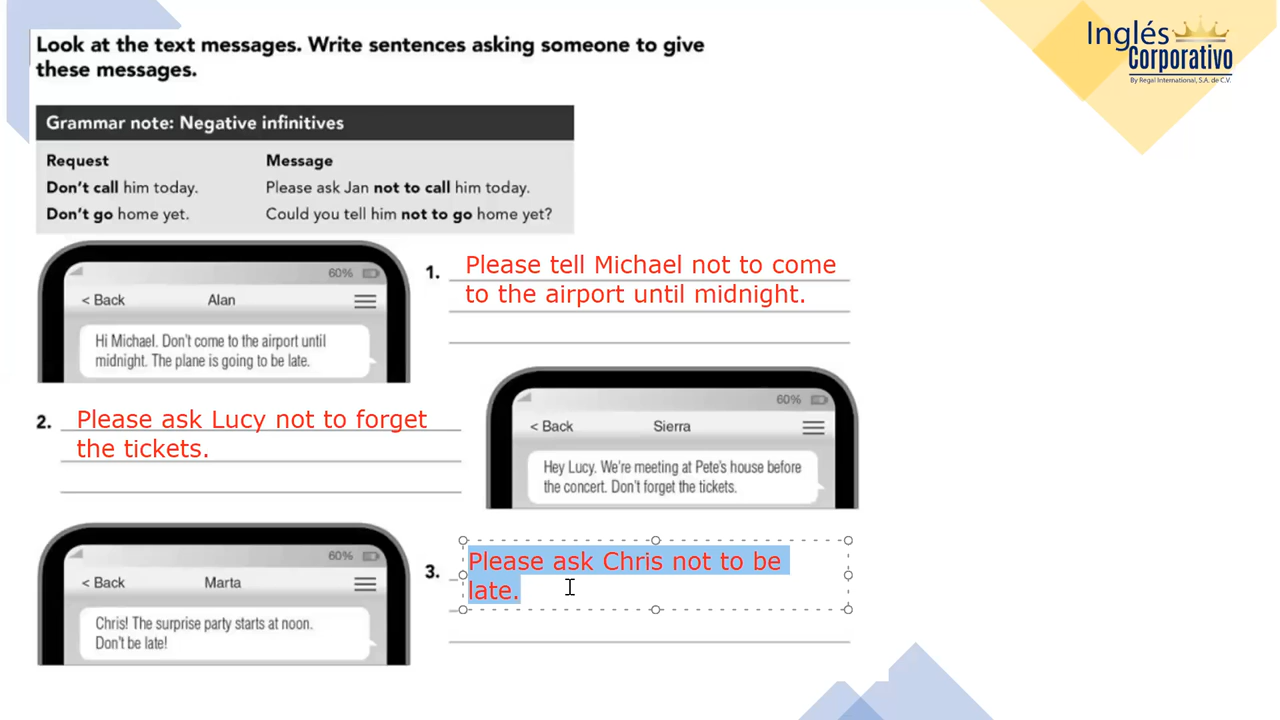 Look at the text messages. Write sentences asking someone to give
these messages.
Inglés
Corporativo
By Regal International, S.A. de C.V.
Grammar note: Negative infinitives
Request Message
Don't call him today. Please ask Jan not to call him today.
Don't go home yet. Could you tell him not to go home yet?
60%
< Back Alan
Hi Michael. Don't come to the airport until
midnight. The plane is going to be late.
1. Please tell Michael not to come
to the airport until midnight.
2. Please ask Lucy not to forget
the tickets.
60%
< Back Sierra
Hey Lucy. We're meeting at Pete's house before
the concert. Don't forget the tickets.
60%
< Back Marta
Chris! The surprise party starts at noon.
Don't be late!
3. Please ask Chris not to be
late.